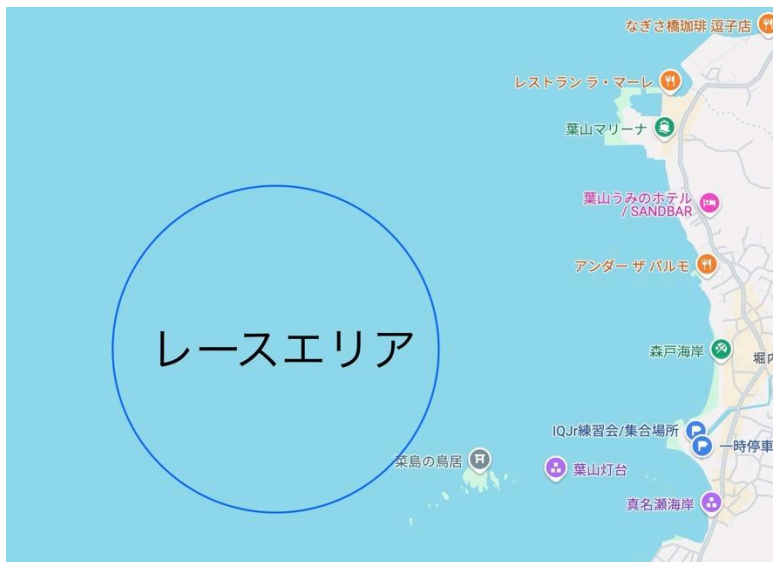 なぎさ橋珈琲 逗子店
レストラン ラ・マーレ
葉山マリーナ
葉山うみのホテル
/ SANDBAR
アンダー ザ パルモ
レースエリア
森戸海岸
堀内
IQJr練習会/集合場所
一時停車
菜島の鳥居
葉山灯台
真名瀬海岸